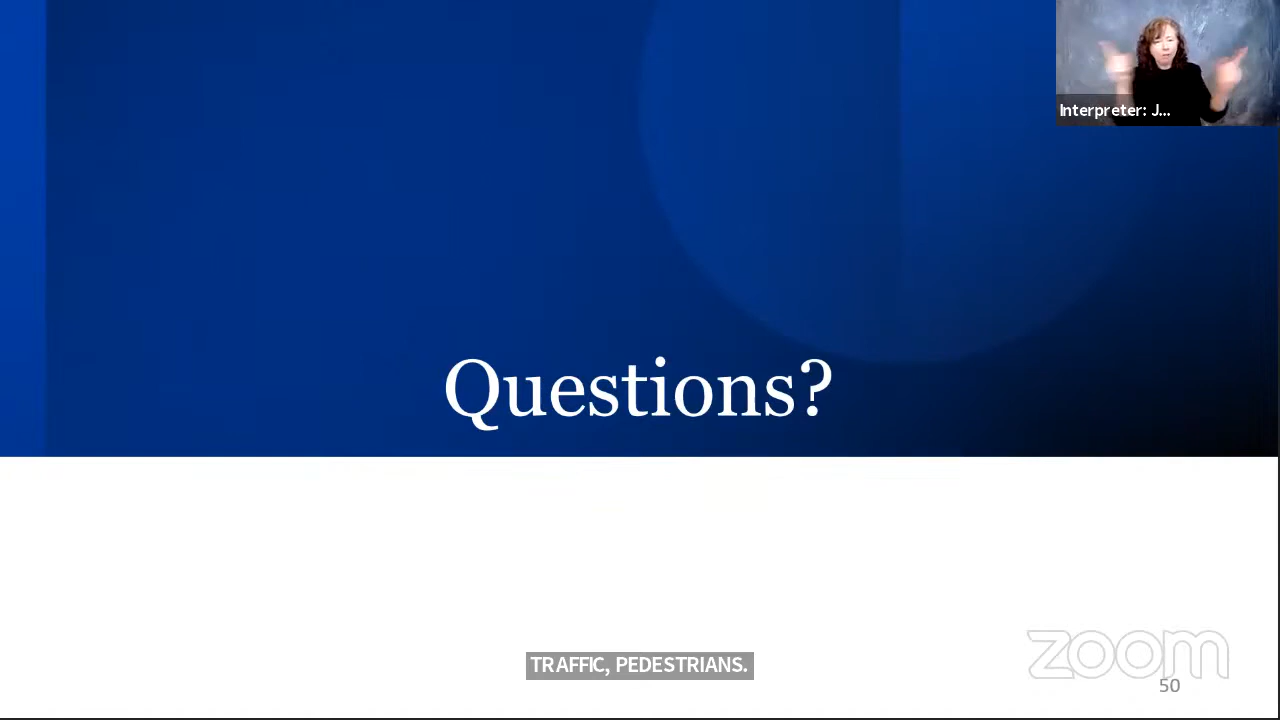 Interpreter: J...
Questions?
TRAFFIC, PEDESTRIANS.
zoom
50